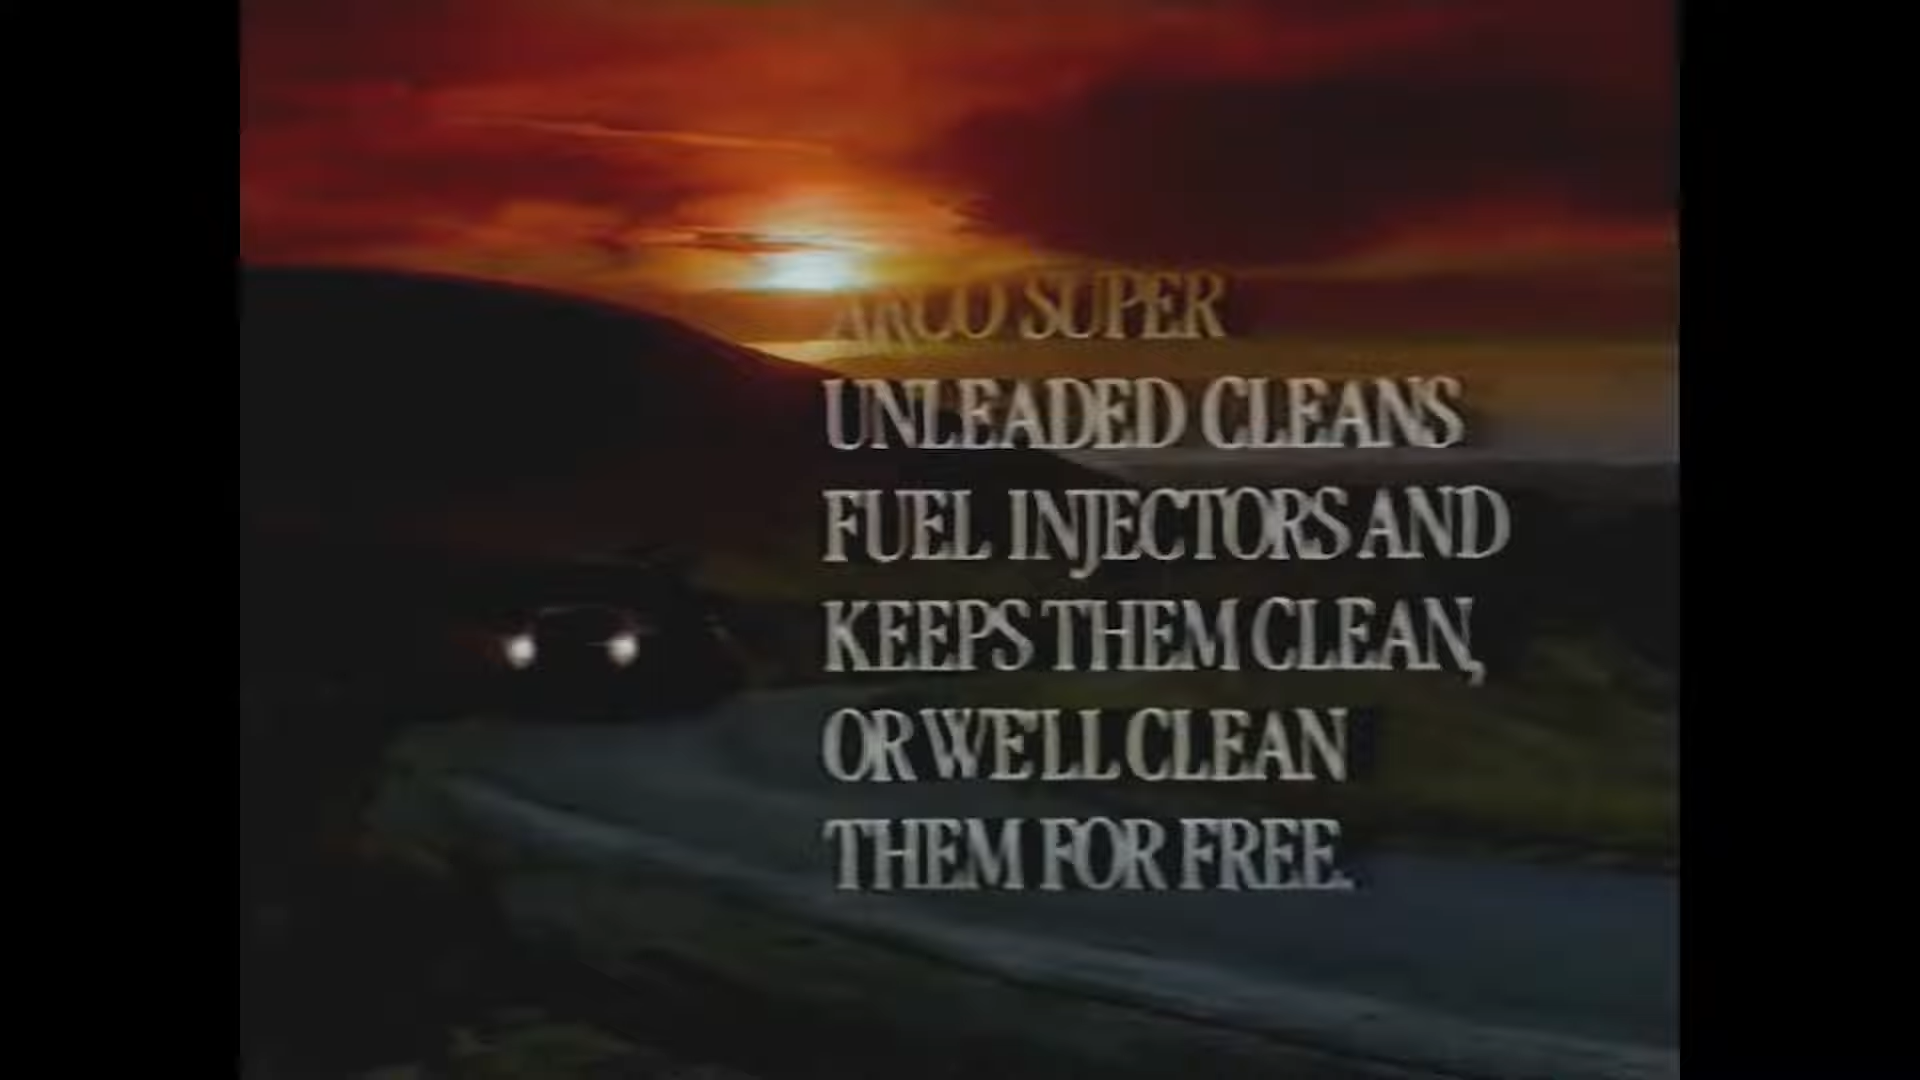 ARCO SUPER
UNLEADED CLEANS
FUEL INJECTORS AND
KEEPS THEM CLEAN,
OR WE'LL CLEAN
THEM FOR FREE.